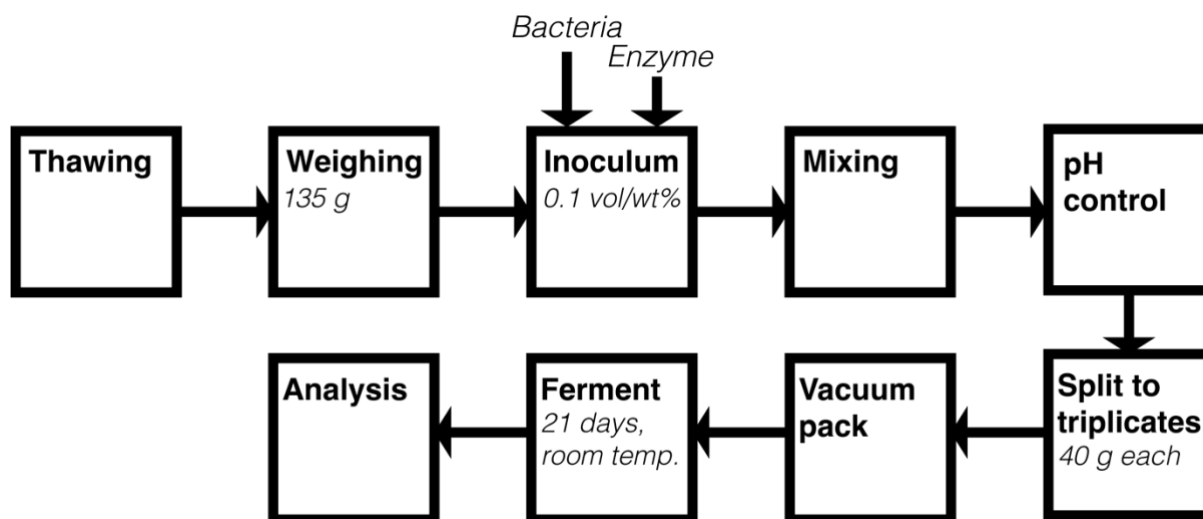 Bacteria
Enzyme
Thawing
Weighing
135 g
Inoculum
0.1 vol/wt%
Mixing
pH
control
Split to
triplicates
40 g each
Vacuum
pack
Ferment
21 days,
room temp.
Analysis